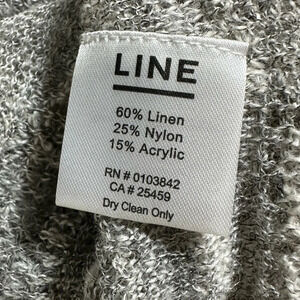 LINE
60% Linen
25% Nylon
15% Acrylic
RN # 0103842
CA # 25459
Dry Clean Only